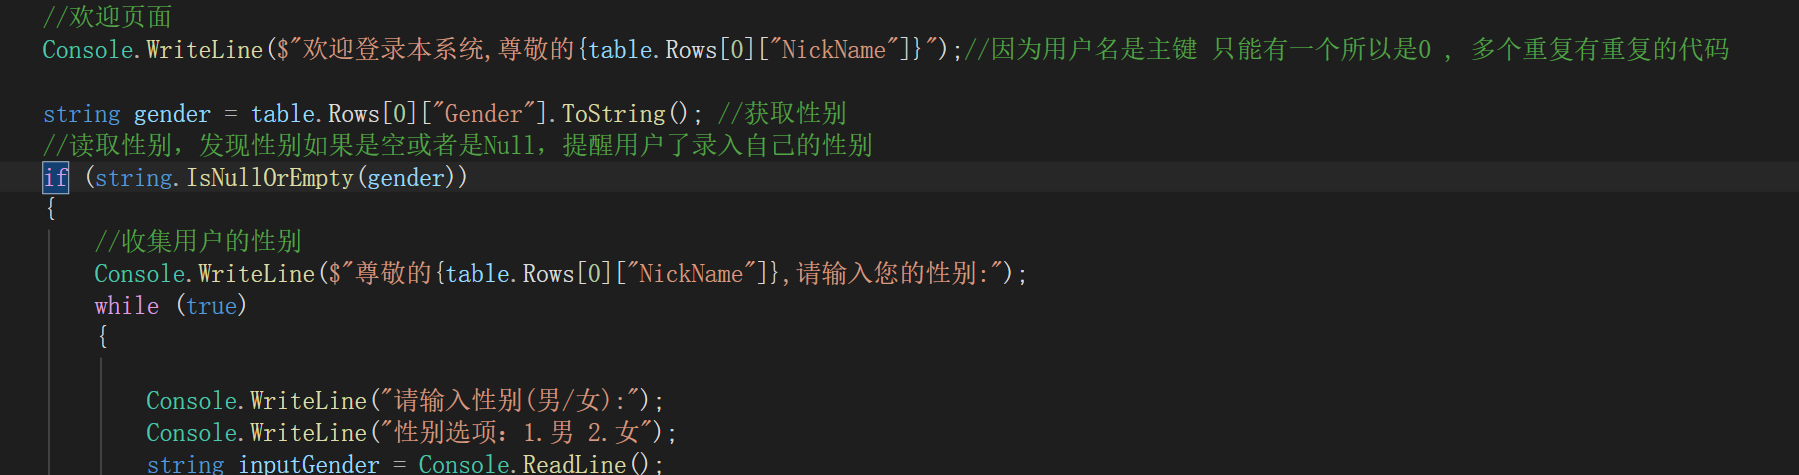 //欢迎页面
Console.WriteLine($"欢迎登录本系统,尊敬的{table.Rows[0]["NickName"]}");//因为用户名是主键 只能有一个所以是0 , 多个重复有重复的代码
string gender = table.Rows[0]["Gender"].ToString(); //获取性别
//读取性别，发现性别如果是空或者是Null，提醒用户了录入自己的性别
if (string.IsNullOrEmpty(gender))
{
//收集用户的性别
Console.WriteLine($"尊敬的{table.Rows[0]["NickName"]},请输入您的性别:");
while (true)
{
Console.WriteLine("请输入性别(男/女):");
Console.WriteLine("性别选项：1.男 2.女");
string inputGender = Console.ReadLine();